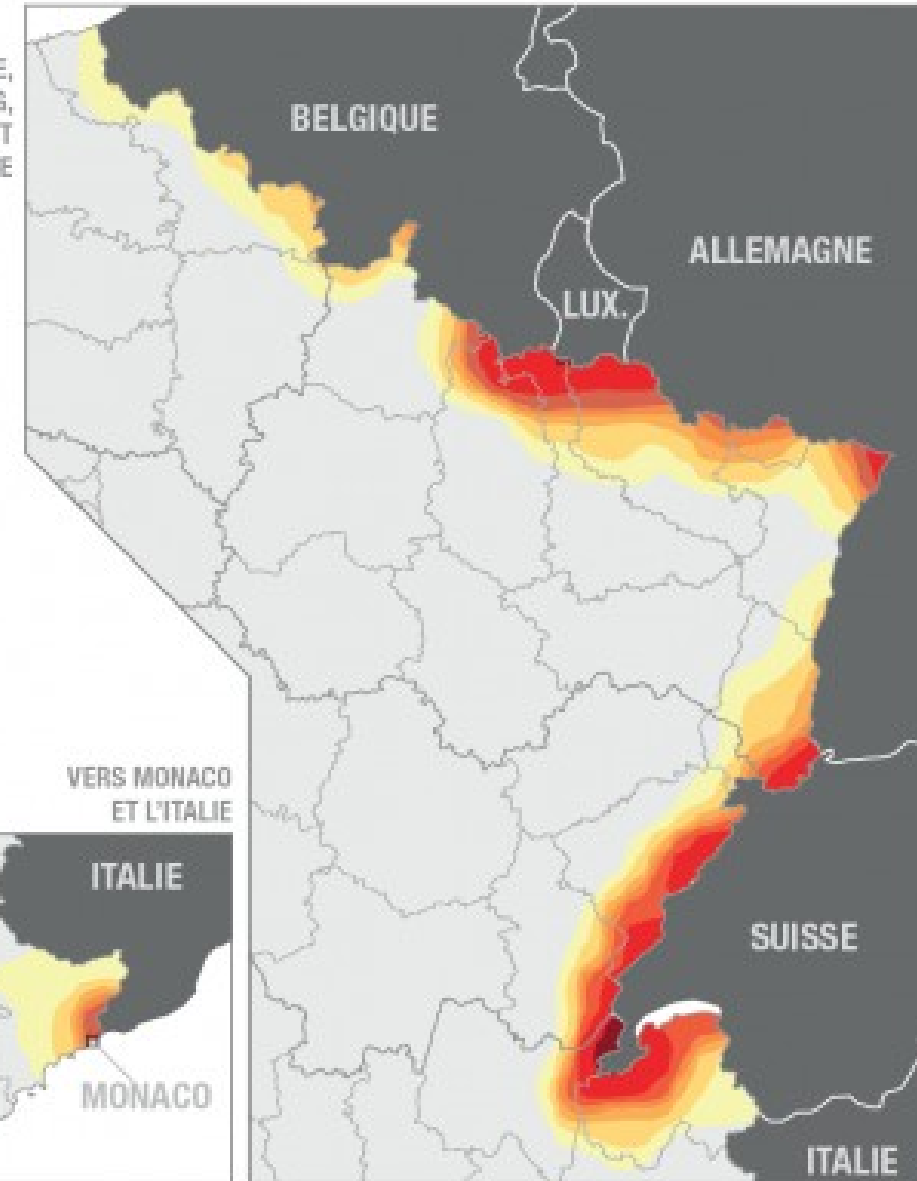 E,
S,
T
E
BELGIQUE
ALLEMAGNE
LUX.
VERS MONACO
ET L'ITALIE
ITALIE
SUISSE
MONACO
ITALIE